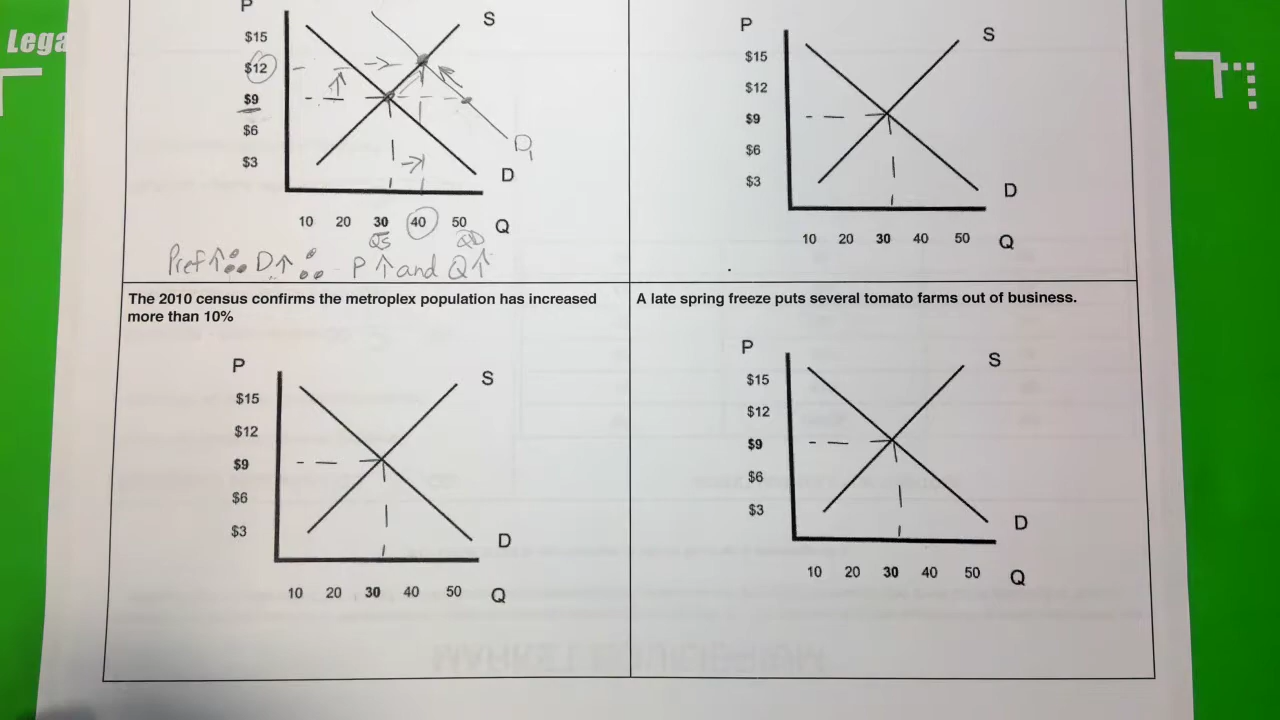 Lega
P
S
$15
$12
$9
$6
$3
D1
D
10 20 30 40 50 Q
QS QD
Pref ↑ ∴ D↑ ∴ P ↑ and Q↑
P
S
$15
$12
$9
$6
$3
D
10 20 30 40 50 Q
The 2010 census confirms the metroplex population has increased
more than 10%
P
S
$15
$12
$9
$6
$3
D
10 20 30 40 50 Q
A late spring freeze puts several tomato farms out of business.
P
S
$15
$12
$9
$6
$3
D
10 20 30 40 50 Q